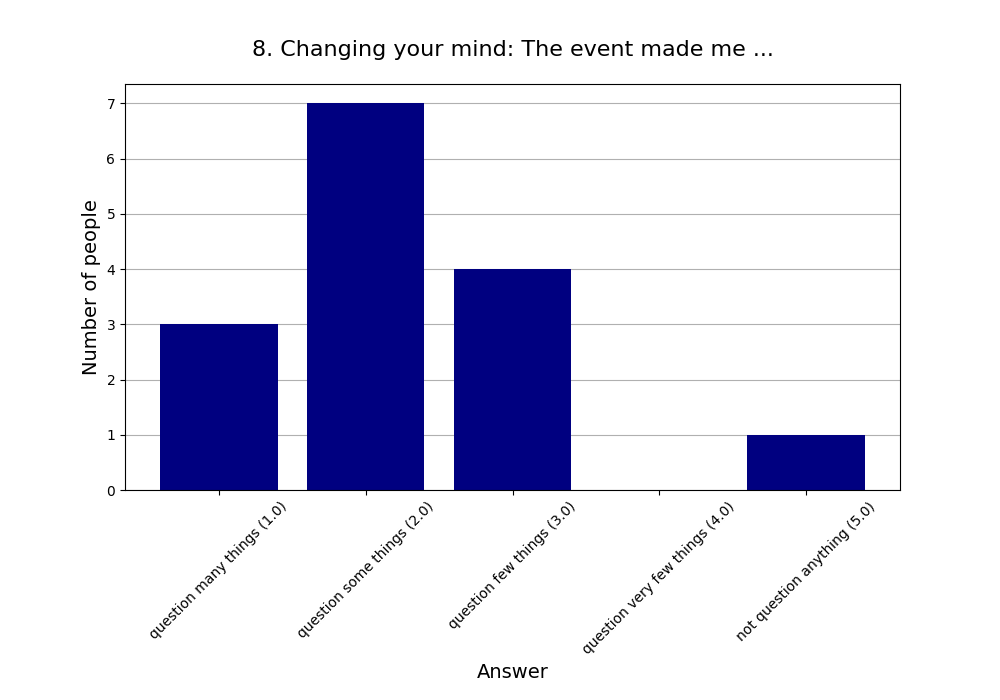 8. Changing your mind: The event made me ...
Number of people
7
6
5
4
3
2
1
0
question many things (1.0)
question some things (2.0)
question few things (3.0)
question very few things (4.0)
not question anything (5.0)
Answer